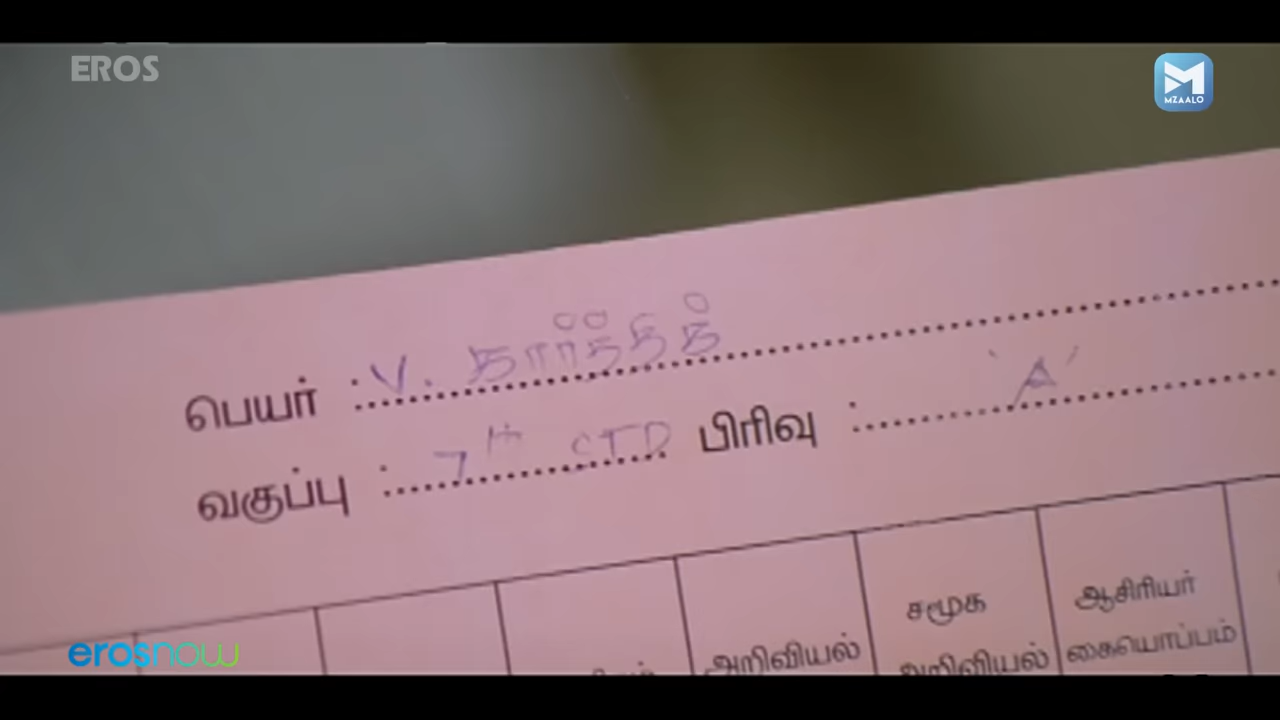 EROS
MZAALO
பெயர் : V. கார்த்திக்
வகுப்பு : 7th STD பிரிவு : 'A'
சமூக ஆசிரியர்
அறிவியல் அறிவியல் கையொப்பம்
erosnow